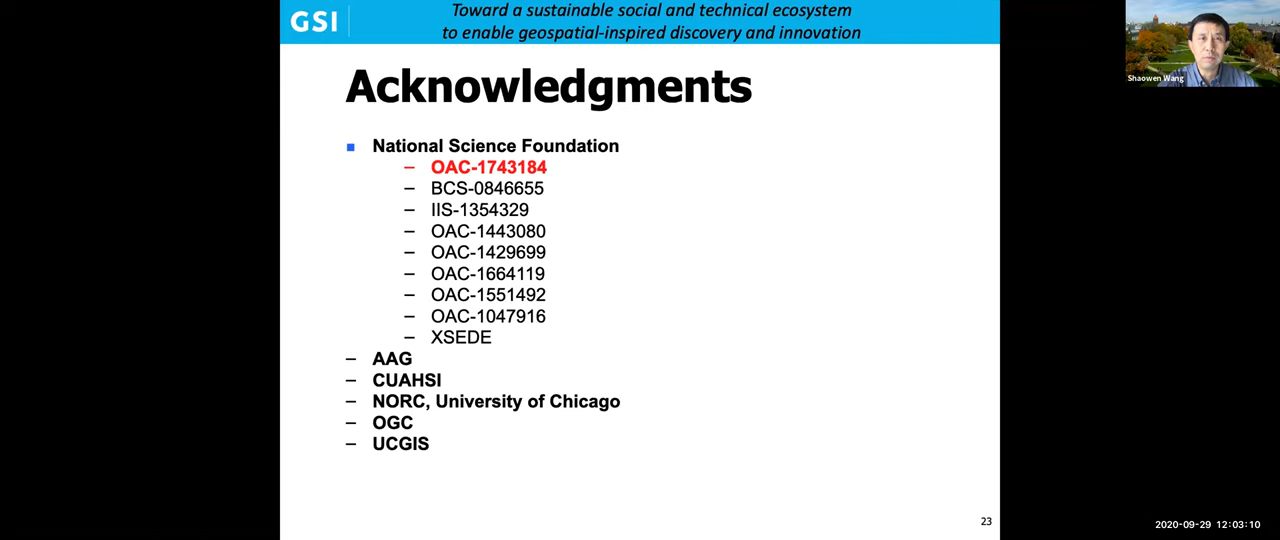 GSI
Toward a sustainable social and technical ecosystem
to enable geospatial-inspired discovery and innovation
Shaowen Wang
Acknowledgments
National Science Foundation
– OAC-1743184
– BCS-0846655
– IIS-1354329
– OAC-1443080
– OAC-1429699
– OAC-1664119
– OAC-1551492
– OAC-1047916
– XSEDE
– AAG
– CUAHSI
– NORC, University of Chicago
– OGC
– UCGIS
23
2020-09-29 12:03:10